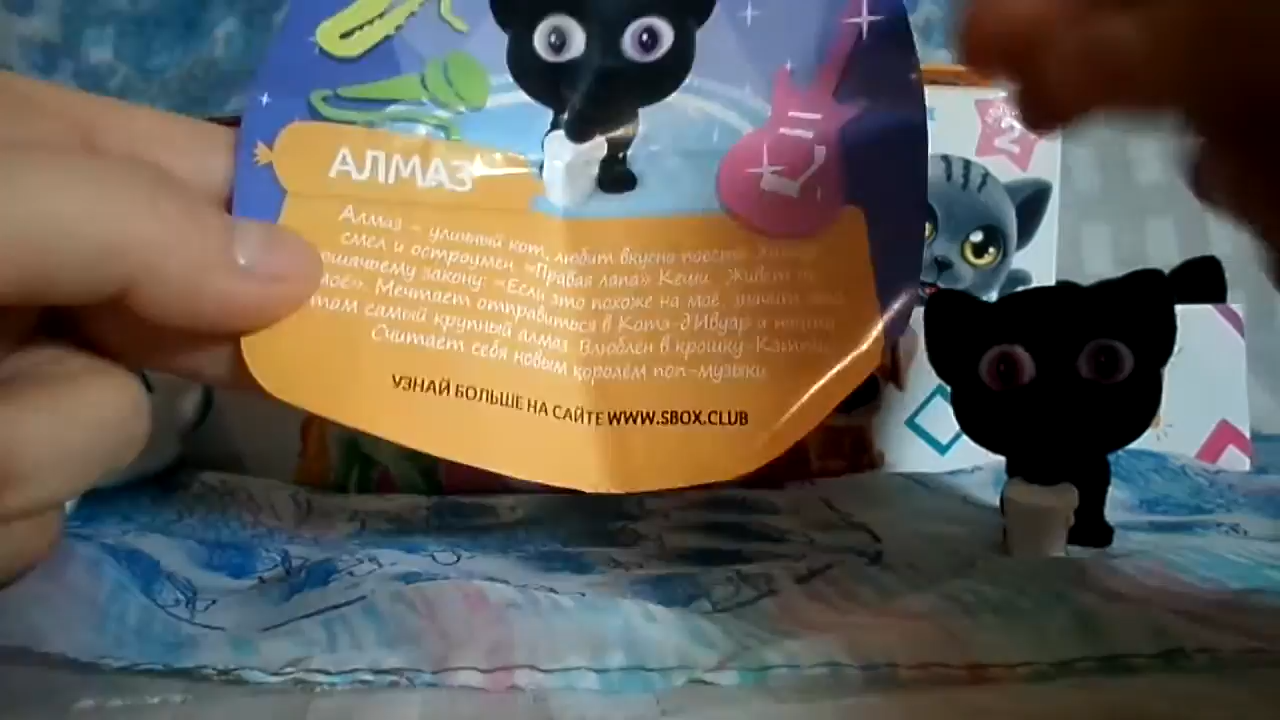 2
АЛМАЗ
Алмаз – уличный кот, любит вкусно поесть.
смел и остроумен. «Правая лапа» Кеши. Живёт
кошачьему закону: «Если это похоже на моё, значит это
моё». Мечтает отправиться в Котэ-д'Ивуар и найти
там самый крупный алмаз. Влюблён в крошку
Считает себя новым королём поп-музыки.
УЗНАЙ БОЛЬШЕ НА САЙТЕ WWW.SBOX.CLUB